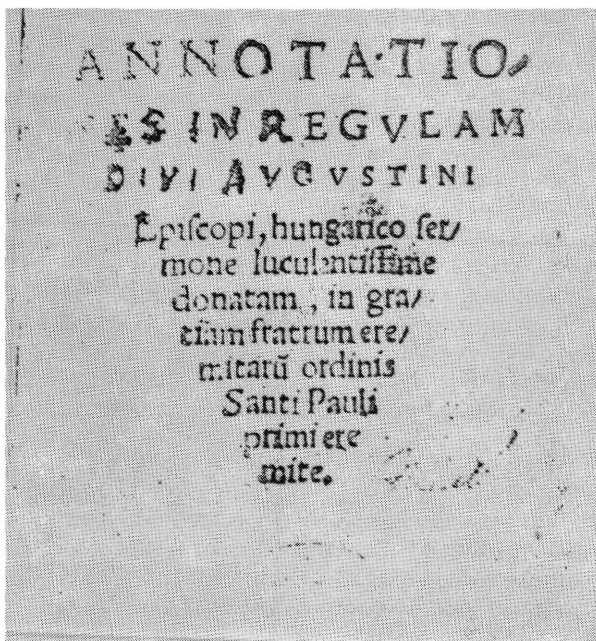 ANNOTATIO/
ES IN REGVLAM
DIVI AVGVSTINI
Epiſcopi, hungarico ſer/
mone luculentiſſime
donatam, in gra/
tiam fratrum ere/
mitarū ordinis
Santi Pauli
primi ere
mite.